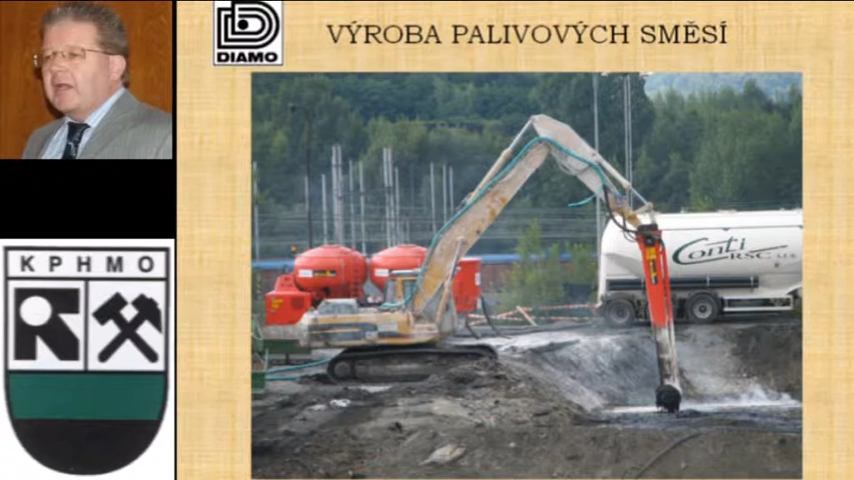 DIAMO
VÝROBA PALIVOVÝCH SMĚSÍ
Conti
RSC s.r.o.
KPHMO